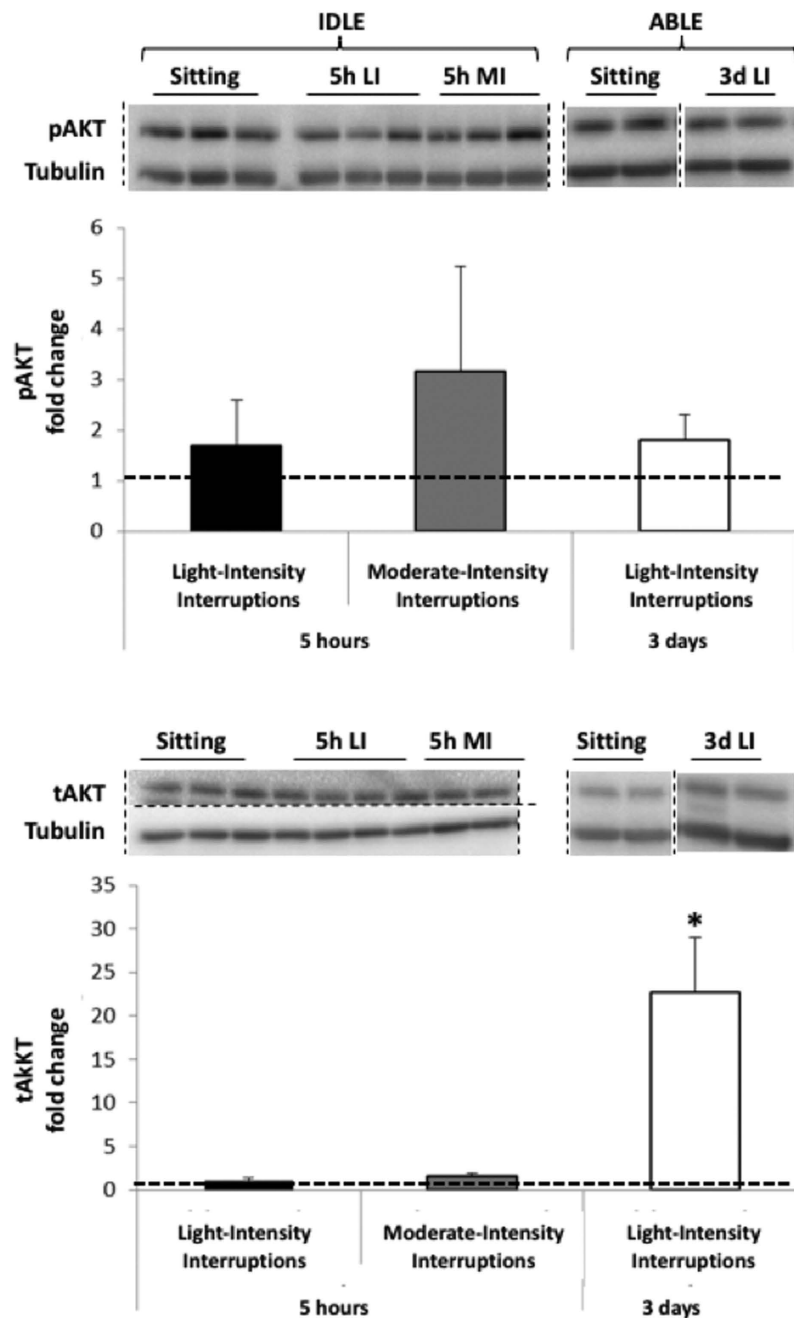 IDLE ABLE
Sitting 5h LI 5h MI Sitting 3d LI
pAKT
Tubulin
6
5
4
3
2
1
0
pAKT
fold change
Light-Intensity
Interruptions
Moderate-Intensity
Interruptions
Light-Intensity
Interruptions
5 hours 3 days
Sitting 5h LI 5h MI Sitting 3d LI
tAKT
Tubulin
35
30
25
20
15
10
5
0
*
tAkKT
fold change
Light-Intensity
Interruptions
Moderate-Intensity
Interruptions
Light-Intensity
Interruptions
5 hours 3 days